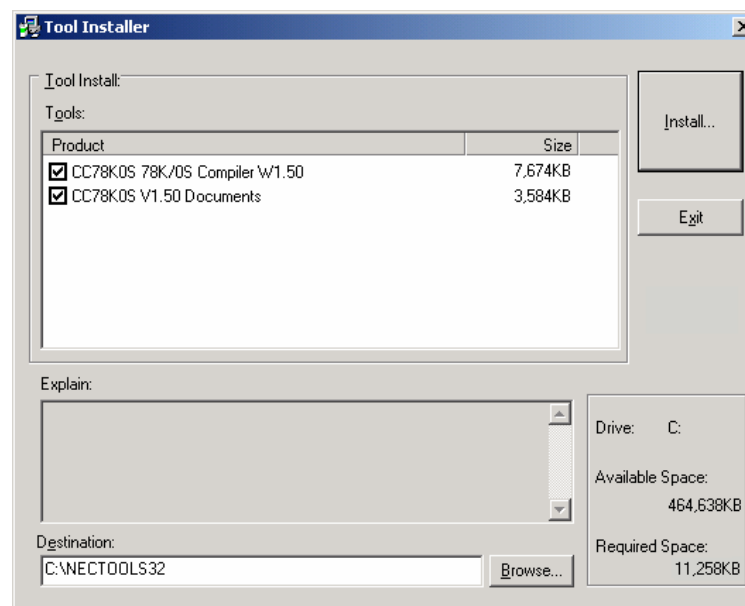 Tool Installer
Tool Install:
Tools:
Product Size
CC78K0S 78K/0S Compiler W1.50 7,674KB
CC78K0S V1.50 Documents 3,584KB
Install...
Exit
Explain:
Drive: C:
Available Space:
464,638KB
Required Space:
11,258KB
Destination:
C:\NECTOOLS32
Browse...